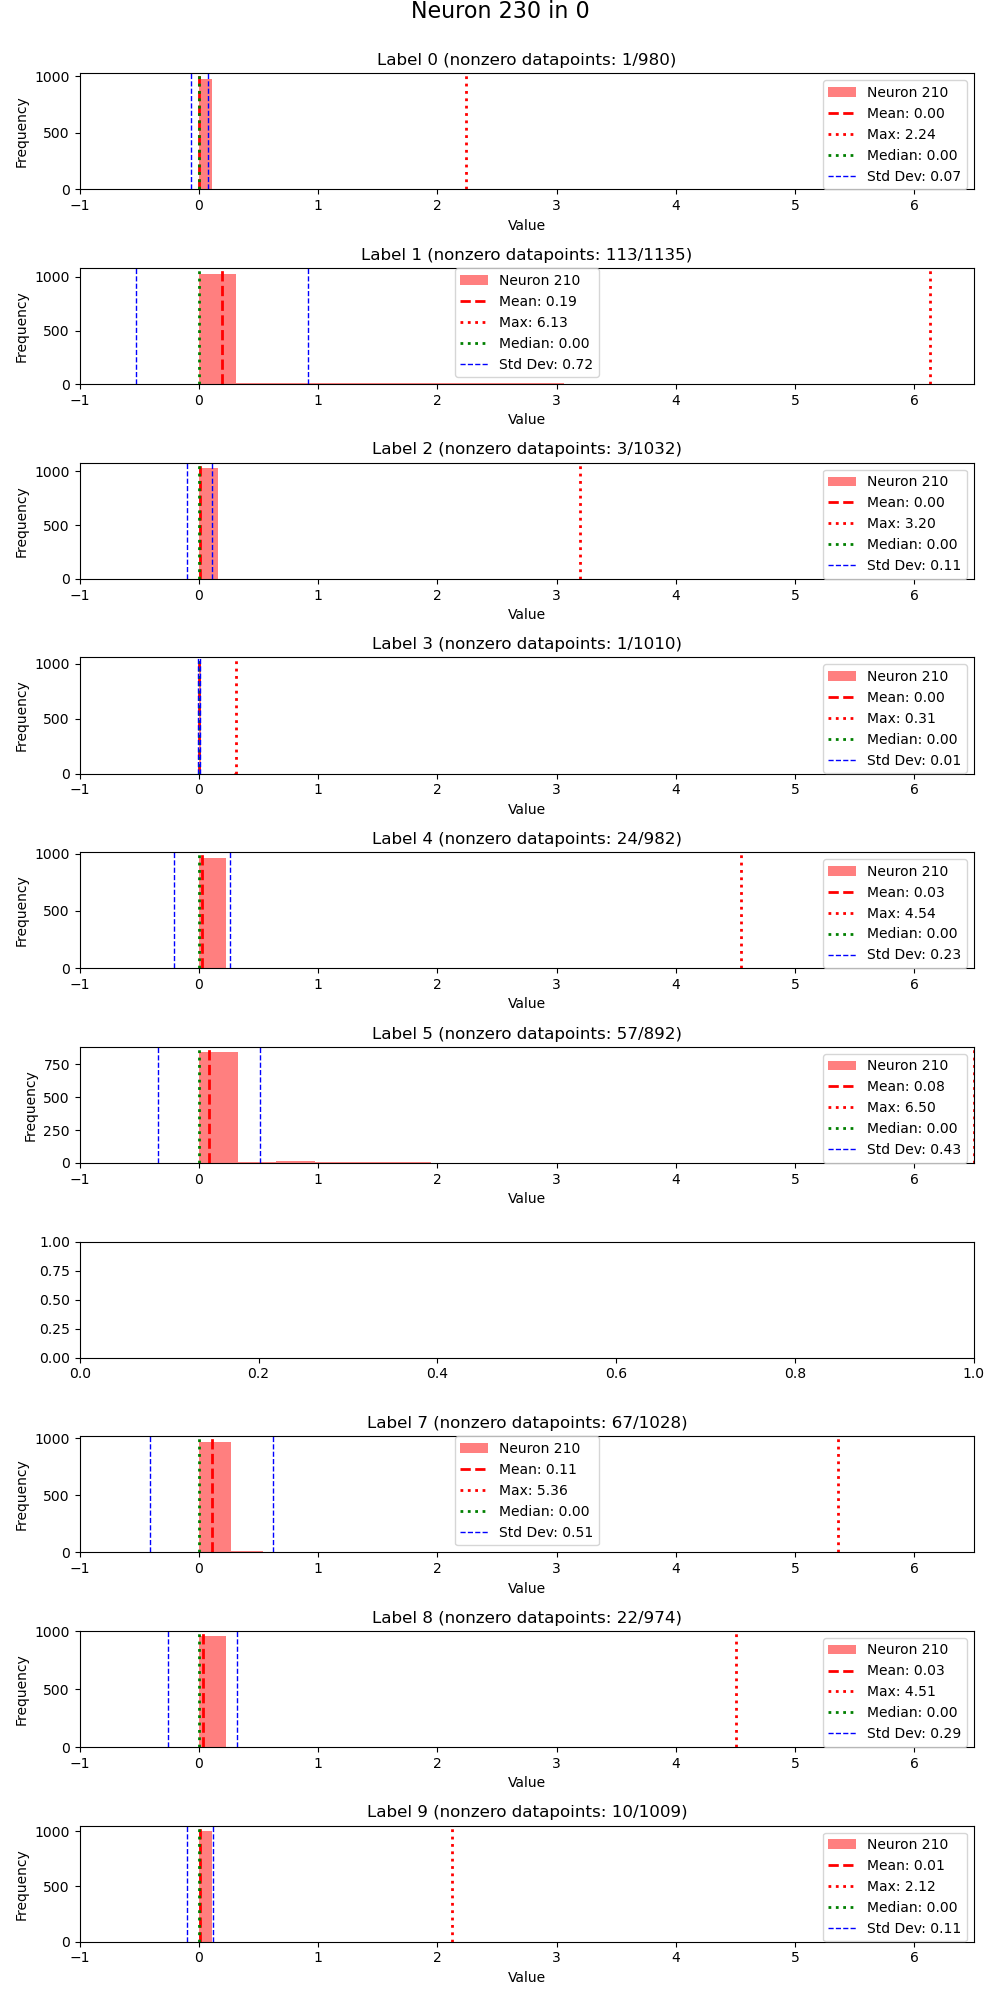 Neuron 230 in 0
Label 0 (nonzero datapoints: 1/980)
Frequency
1000
500
0
Neuron 210
Mean: 0.00
Max: 2.24
Median: 0.00
Std Dev: 0.07
−1 0 1 2 3 4 5 6
Value
Label 1 (nonzero datapoints: 113/1135)
Frequency
1000
500
0
Neuron 210
Mean: 0.19
Max: 6.13
Median: 0.00
Std Dev: 0.72
−1 0 1 2 3 4 5 6
Value
Label 2 (nonzero datapoints: 3/1032)
Frequency
1000
500
0
Neuron 210
Mean: 0.00
Max: 3.20
Median: 0.00
Std Dev: 0.11
−1 0 1 2 3 4 5 6
Value
Label 3 (nonzero datapoints: 1/1010)
Frequency
1000
500
0
Neuron 210
Mean: 0.00
Max: 0.31
Median: 0.00
Std Dev: 0.01
−1 0 1 2 3 4 5 6
Value
Label 4 (nonzero datapoints: 24/982)
Frequency
1000
500
0
Neuron 210
Mean: 0.03
Max: 4.54
Median: 0.00
Std Dev: 0.23
−1 0 1 2 3 4 5 6
Value
Label 5 (nonzero datapoints: 57/892)
Frequency
750
500
250
0
Neuron 210
Mean: 0.08
Max: 6.50
Median: 0.00
Std Dev: 0.43
−1 0 1 2 3 4 5 6
Value
1.00
0.75
0.50
0.25
0.00
0.0 0.2 0.4 0.6 0.8 1.0
Label 7 (nonzero datapoints: 67/1028)
Frequency
1000
500
0
Neuron 210
Mean: 0.11
Max: 5.36
Median: 0.00
Std Dev: 0.51
−1 0 1 2 3 4 5 6
Value
Label 8 (nonzero datapoints: 22/974)
Frequency
1000
500
0
Neuron 210
Mean: 0.03
Max: 4.51
Median: 0.00
Std Dev: 0.29
−1 0 1 2 3 4 5 6
Value
Label 9 (nonzero datapoints: 10/1009)
Frequency
1000
500
0
Neuron 210
Mean: 0.01
Max: 2.12
Median: 0.00
Std Dev: 0.11
−1 0 1 2 3 4 5 6
Value